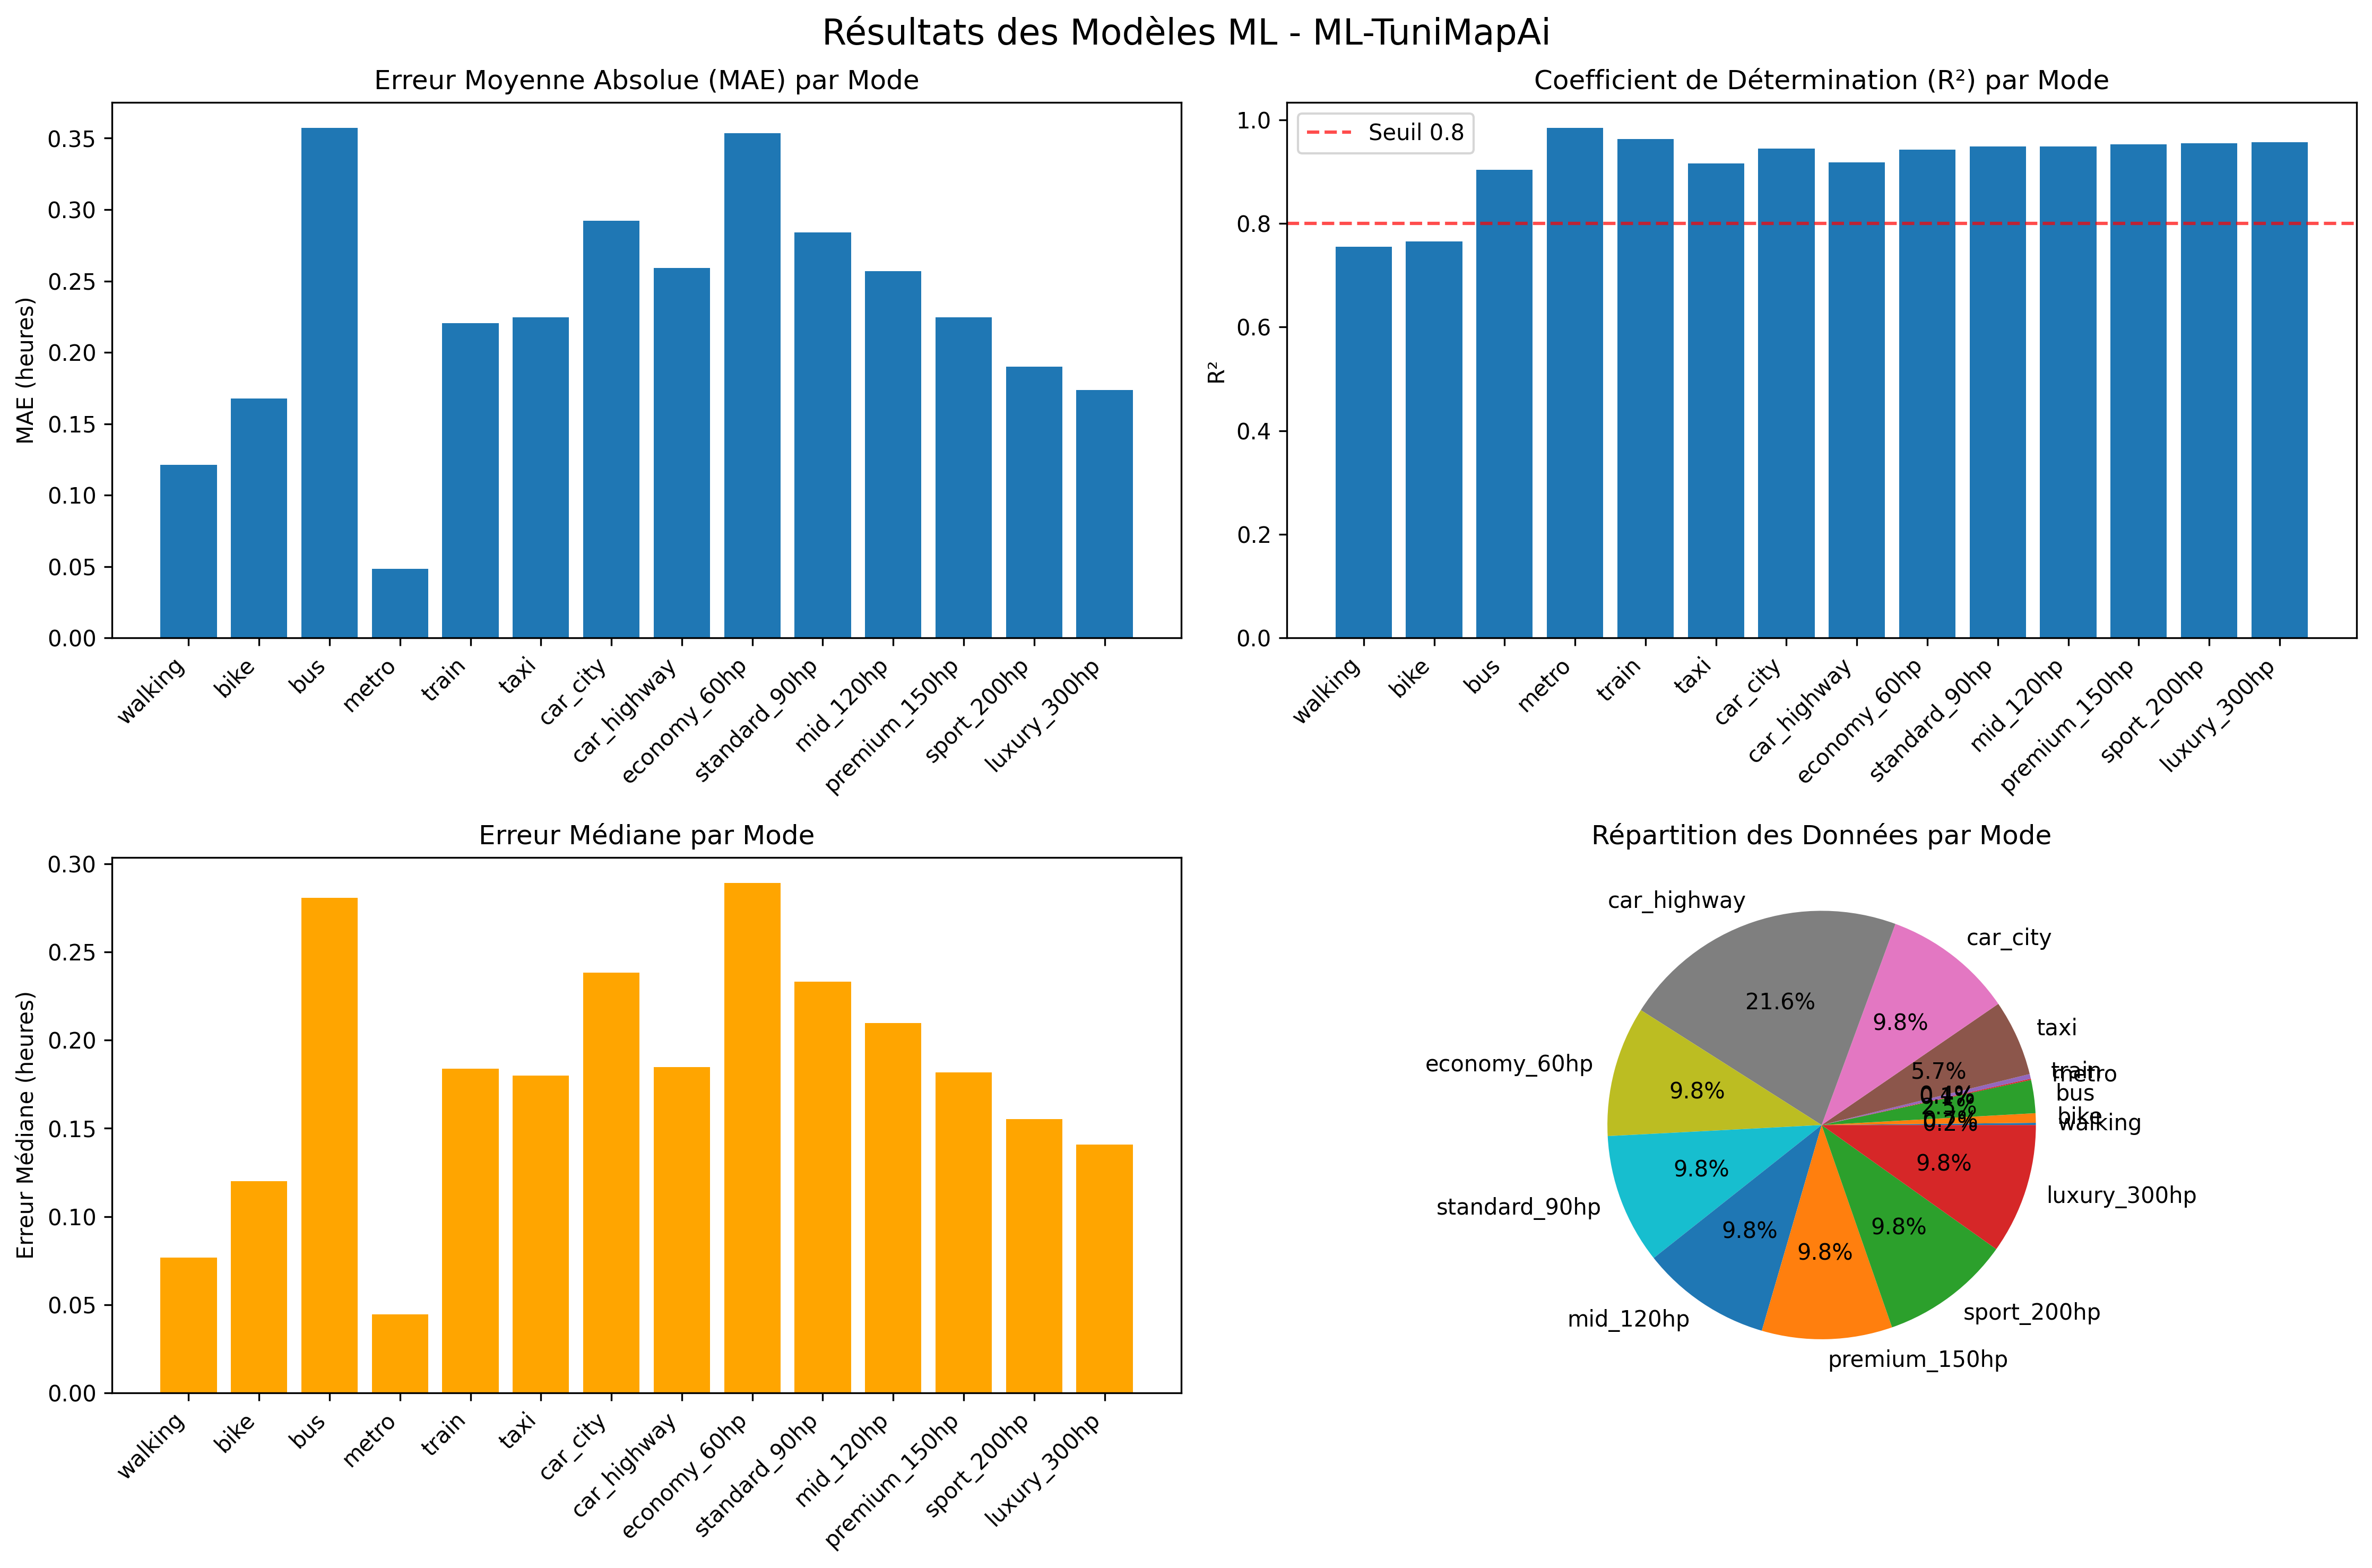 Résultats des Modèles ML - ML-TuniMapAi
Erreur Moyenne Absolue (MAE) par Mode
MAE (heures)
0.35
0.30
0.25
0.20
0.15
0.10
0.05
0.00
walking
bike
bus
metro
train
taxi
car_city
car_highway
economy_60hp
standard_90hp
mid_120hp
premium_150hp
sport_200hp
luxury_300hp
Coefficient de Détermination (R²) par Mode
Seuil 0.8
R²
1.0
0.8
0.6
0.4
0.2
0.0
walking
bike
bus
metro
train
taxi
car_city
car_highway
economy_60hp
standard_90hp
mid_120hp
premium_150hp
sport_200hp
luxury_300hp
Erreur Médiane par Mode
Erreur Médiane (heures)
0.30
0.25
0.20
0.15
0.10
0.05
0.00
walking
bike
bus
metro
train
taxi
car_city
car_highway
economy_60hp
standard_90hp
mid_120hp
premium_150hp
sport_200hp
luxury_300hp
Répartition des Données par Mode
car_highway
21.6%
car_city
9.8%
taxi
5.7%
train
metro
bus
bike
walking
0.2%
luxury_300hp
9.8%
sport_200hp
9.8%
premium_150hp
9.8%
mid_120hp
9.8%
standard_90hp
9.8%
economy_60hp
9.8%